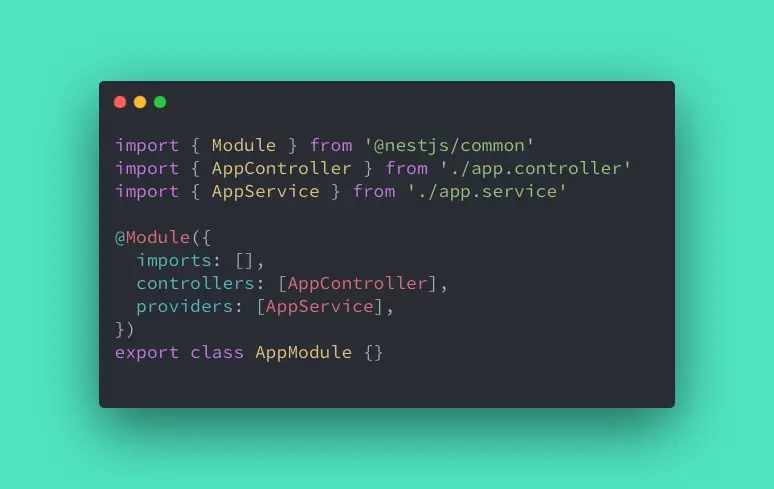 import { Module } from '@nestjs/common'
import { AppController } from './app.controller'
import { AppService } from './app.service'

@Module({
  imports: [],
  controllers: [AppController],
  providers: [AppService],
})
export class AppModule {}